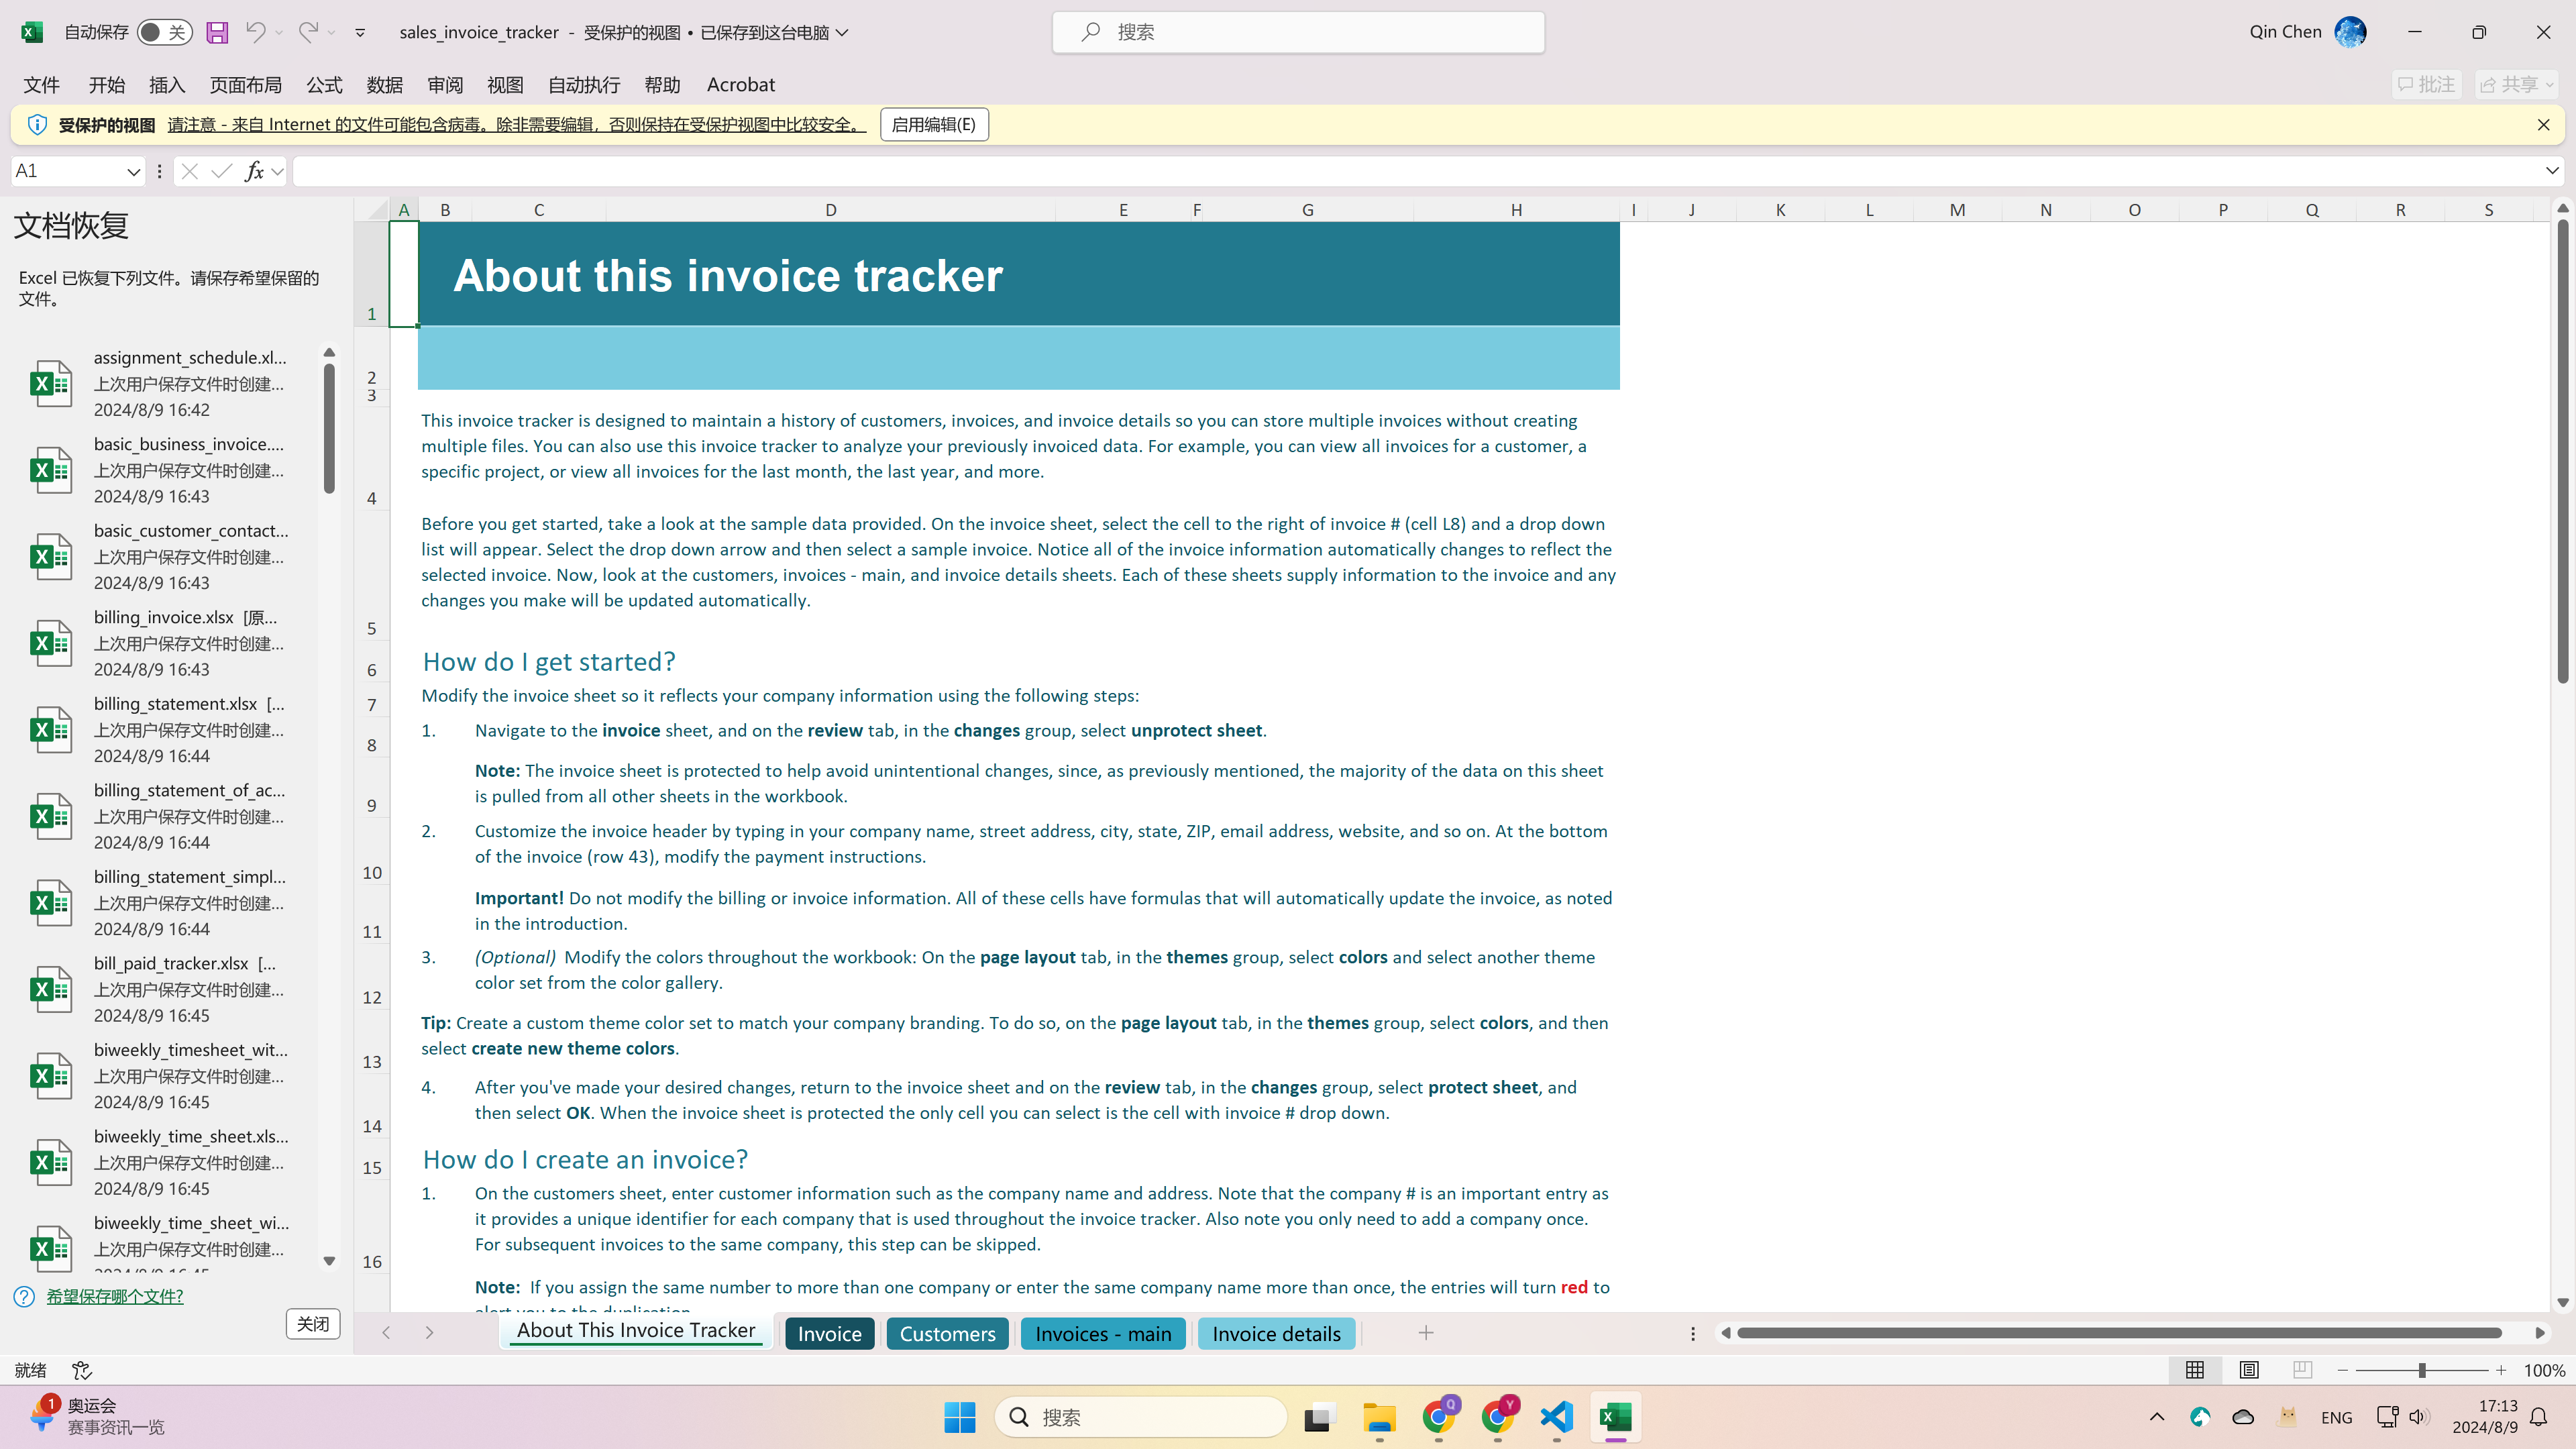 自动保存 关 sales_invoice_tracker - 受保护的视图 • 已保存到这台电脑
搜索
Qin Chen
文件 开始 插入 页面布局 公式 数据 审阅 视图 自动执行 帮助 Acrobat
批注 共享
受保护的视图 请注意 - 来自 Internet 的文件可能包含病毒。除非需要编辑，否则保持在受保护视图中比较安全。 启用编辑(E)
A1
fx
文档恢复
Excel 已恢复下列文件。请保存希望保留的
文件。
assignment_schedule.xl...
上次用户保存文件时创建...
2024/8/9 16:42
basic_business_invoice....
上次用户保存文件时创建...
2024/8/9 16:43
basic_customer_contact...
上次用户保存文件时创建...
2024/8/9 16:43
billing_invoice.xlsx [原...
上次用户保存文件时创建...
2024/8/9 16:43
billing_statement.xlsx [...
上次用户保存文件时创建...
2024/8/9 16:44
billing_statement_of_ac...
上次用户保存文件时创建...
2024/8/9 16:44
billing_statement_simpl...
上次用户保存文件时创建...
2024/8/9 16:44
bill_paid_tracker.xlsx [...
上次用户保存文件时创建...
2024/8/9 16:45
biweekly_timesheet_wit...
上次用户保存文件时创建...
2024/8/9 16:45
biweekly_time_sheet.xls...
上次用户保存文件时创建...
2024/8/9 16:45
biweekly_time_sheet_wi...
上次用户保存文件时创建...
2024/8/9 16:45
希望保存哪个文件?
关闭
A B C D E F G H I J K L M N O P Q R S
1
2
3
4
5
6
7
8
9
10
11
12
13
14
15
16
About this invoice tracker
This invoice tracker is designed to maintain a history of customers, invoices, and invoice details so you can store multiple invoices without creating
multiple files. You can also use this invoice tracker to analyze your previously invoiced data. For example, you can view all invoices for a customer, a
specific project, or view all invoices for the last month, the last year, and more.
Before you get started, take a look at the sample data provided. On the invoice sheet, select the cell to the right of invoice # (cell L8) and a drop down
list will appear. Select the drop down arrow and then select a sample invoice. Notice all of the invoice information automatically changes to reflect the
selected invoice. Now, look at the customers, invoices - main, and invoice details sheets. Each of these sheets supply information to the invoice and any
changes you make will be updated automatically.
How do I get started?
Modify the invoice sheet so it reflects your company information using the following steps:
1. Navigate to the invoice sheet, and on the review tab, in the changes group, select unprotect sheet.
Note: The invoice sheet is protected to help avoid unintentional changes, since, as previously mentioned, the majority of the data on this sheet
is pulled from all other sheets in the workbook.
2. Customize the invoice header by typing in your company name, street address, city, state, ZIP, email address, website, and so on. At the bottom
of the invoice (row 43), modify the payment instructions.
Important! Do not modify the billing or invoice information. All of these cells have formulas that will automatically update the invoice, as noted
in the introduction.
3. (Optional) Modify the colors throughout the workbook: On the page layout tab, in the themes group, select colors and select another theme
color set from the color gallery.
Tip: Create a custom theme color set to match your company branding. To do so, on the page layout tab, in the themes group, select colors, and then
select create new theme colors.
4. After you've made your desired changes, return to the invoice sheet and on the review tab, in the changes group, select protect sheet, and
then select OK. When the invoice sheet is protected the only cell you can select is the cell with invoice # drop down.
How do I create an invoice?
1. On the customers sheet, enter customer information such as the company name and address. Note that the company # is an important entry as
it provides a unique identifier for each company that is used throughout the invoice tracker. Also note you only need to add a company once.
For subsequent invoices to the same company, this step can be skipped.
Note: If you assign the same number to more than one company or enter the same company name more than once, the entries will turn red to
alert you to the duplication.
About This Invoice Tracker Invoice Customers Invoices - main Invoice details
就绪
100%
1
奥运会
赛事资讯一览
搜索
Q
Y
ENG
17:13
2024/8/9